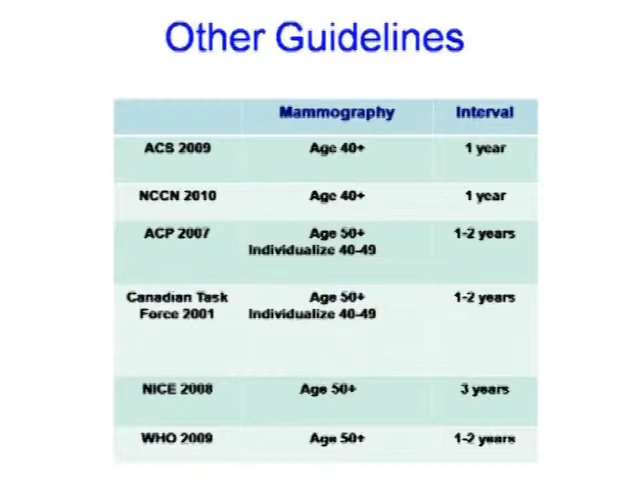 Other Guidelines
Mammography Interval
ACS 2009 Age 40+ 1 year
NCCN 2010 Age 40+ 1 year
ACP 2007 Age 50+ 1-2 years
Individualize 40-49
Canadian Task Age 50+ 1-2 years
Force 2001 Individualize 40-49
NICE 2008 Age 50+ 3 years
WHO 2009 Age 50+ 1-2 years